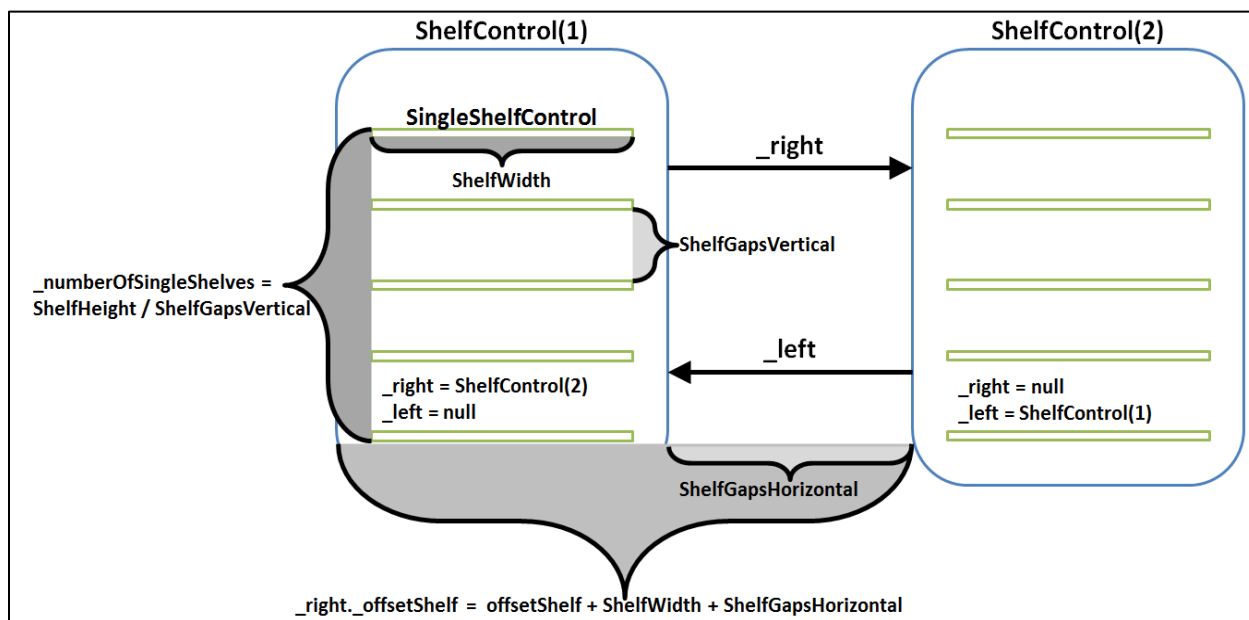 ShelfControl(1)
ShelfControl(2)
SingleShelfControl
ShelfWidth
_right
ShelfGapsVertical
_numberOfSingleShelves =
ShelfHeight / ShelfGapsVertical
_left
_right = ShelfControl(2)
_left = null
_right = null
_left = ShelfControl(1)
ShelfGapsHorizontal
_right._offsetShelf = offsetShelf + ShelfWidth + ShelfGapsHorizontal